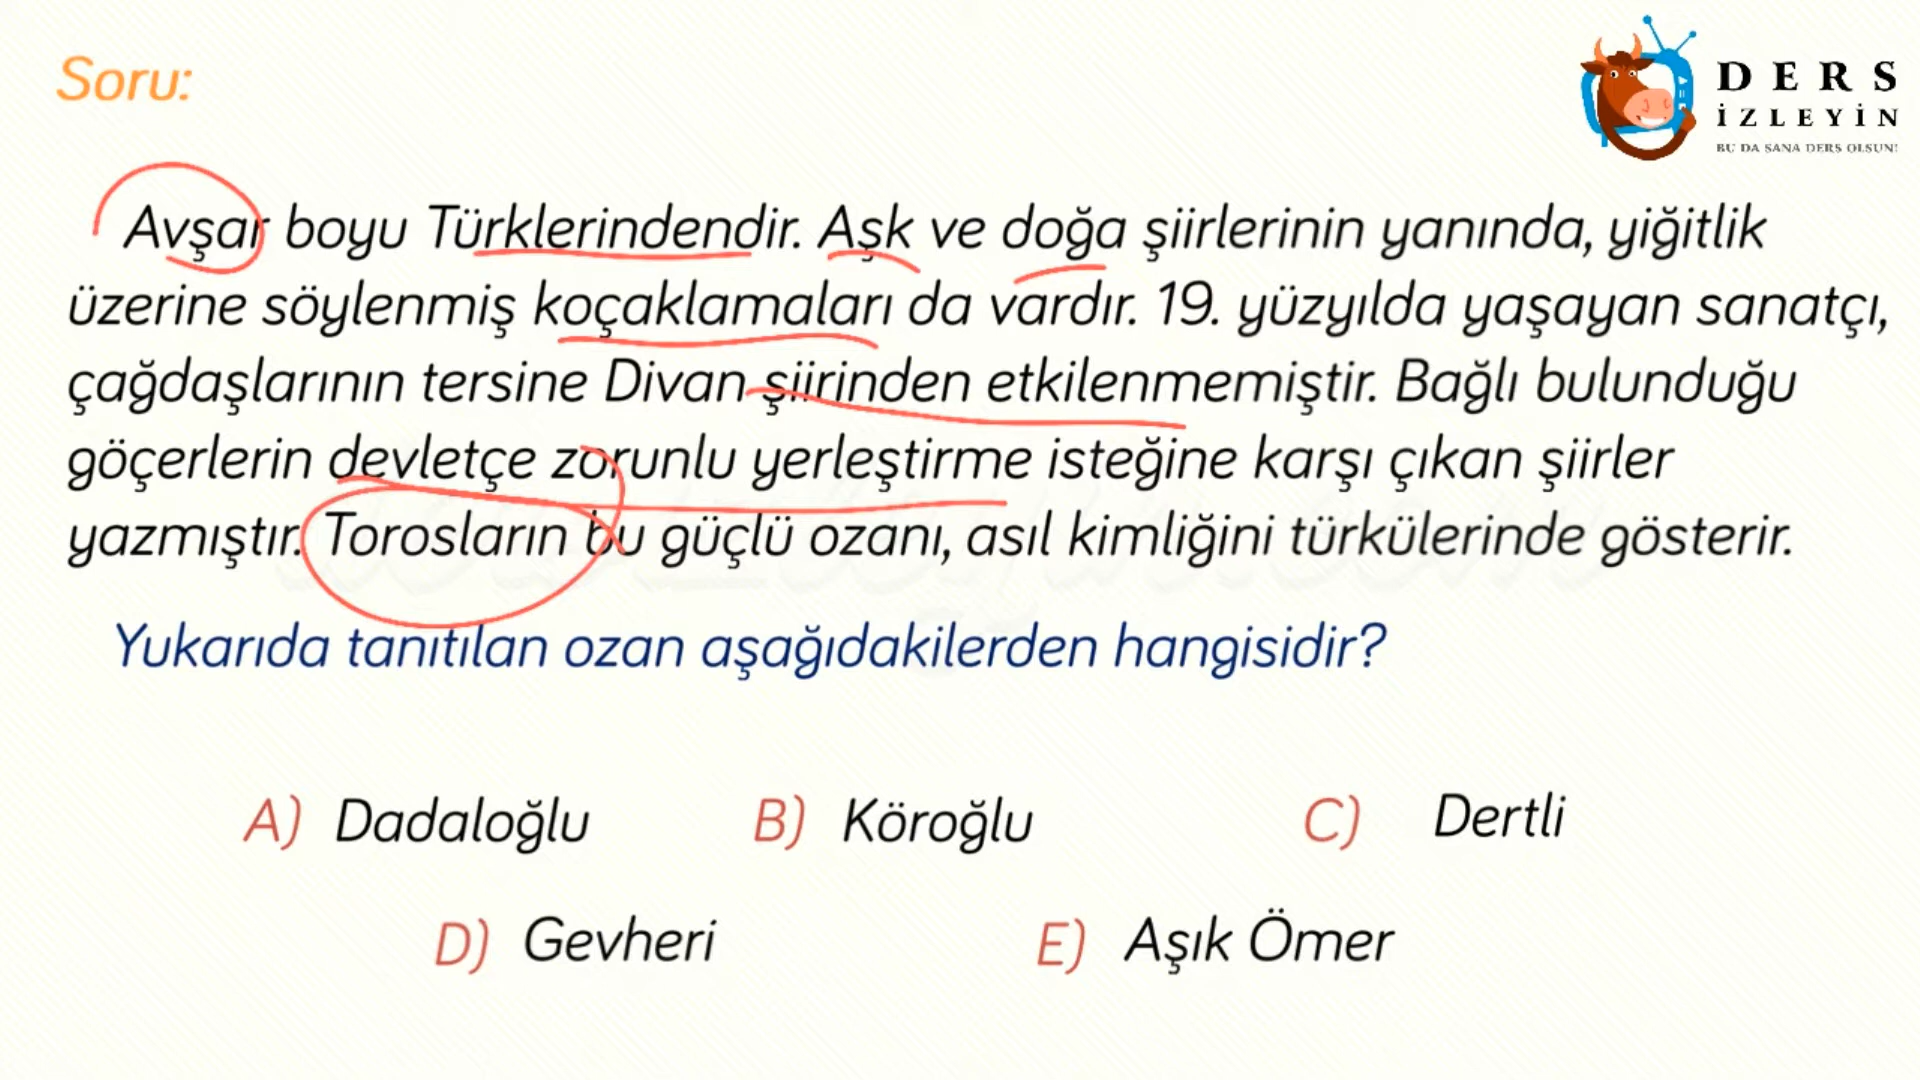 Soru:
DERS
İZLEYİN
BU DA SANA DERS OLSUN!
Avşar boyu Türklerindendir. Aşk ve doğa şiirlerinin yanında, yiğitlik
üzerine söylenmiş koçaklamaları da vardır. 19. yüzyılda yaşayan sanatçı,
çağdaşlarının tersine Divan şiirinden etkilenmemiştir. Bağlı bulunduğu
göçerlerin devletçe zorunlu yerleştirme isteğine karşı çıkan şiirler
yazmıştır. Torosların bu güçlü ozanı, asıl kimliğini türkülerinde gösterir.
Yukarıda tanıtılan ozan aşağıdakilerden hangisidir?
A) Dadaloğlu B) Köroğlu C) Dertli
D) Gevheri E) Aşık Ömer